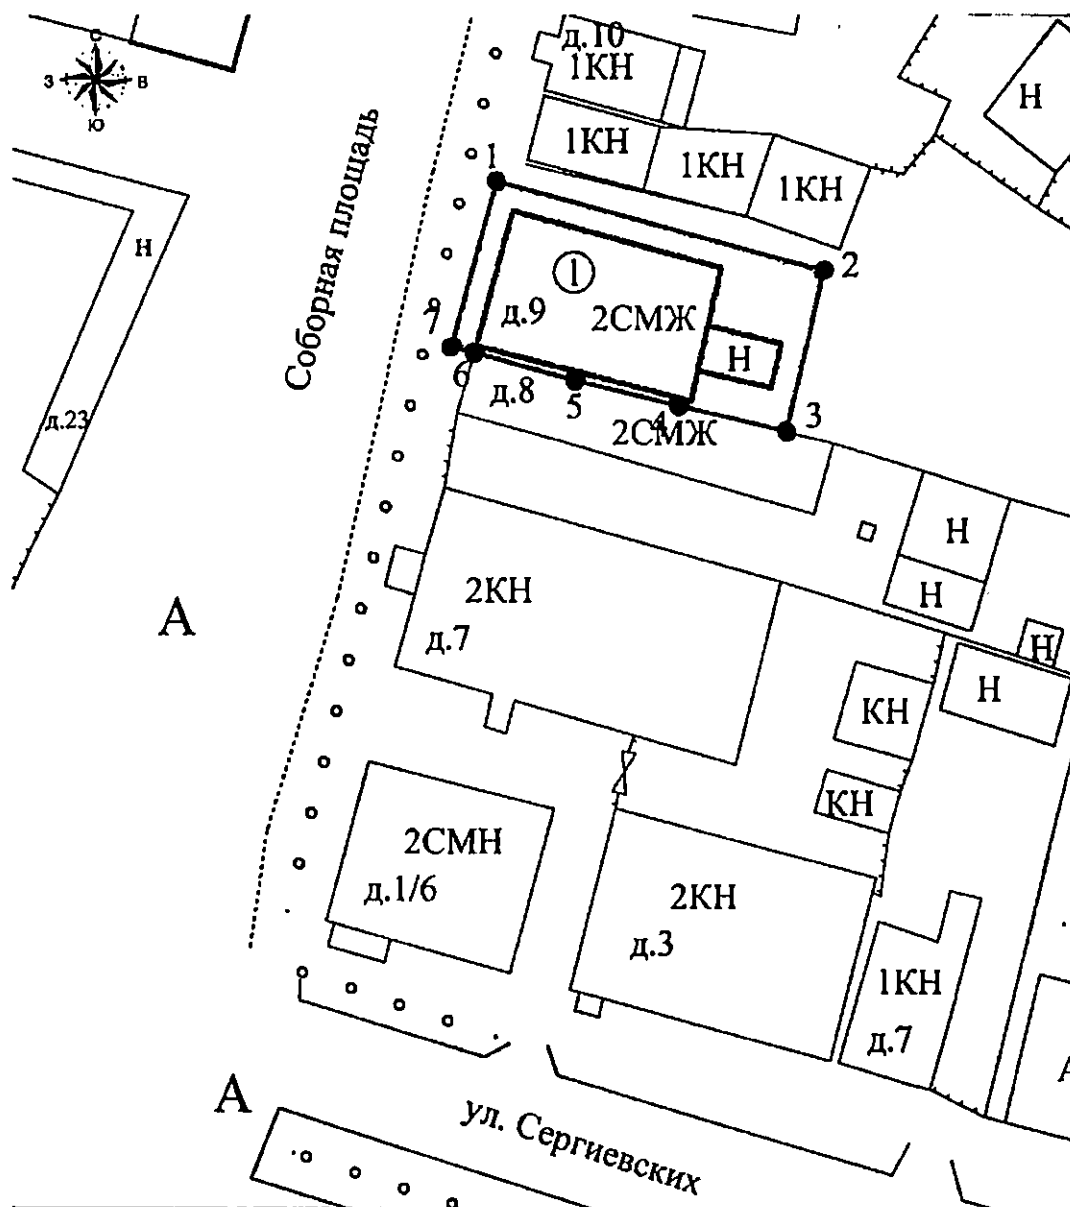 С
З В
Ю
д.10
1КН
Н
1КН
1КН
1КН
Соборная площадь
1
2
Н
1
д.9
2СМЖ
Н
7
6
д.8
5
4
3
2СМЖ
д.23
Н
Н
А
2КН
д.7
Н
Н
КН
КН
2СМН
д.1/6
2КН
д.3
1КН
д.7
А
ул. Сергиевских